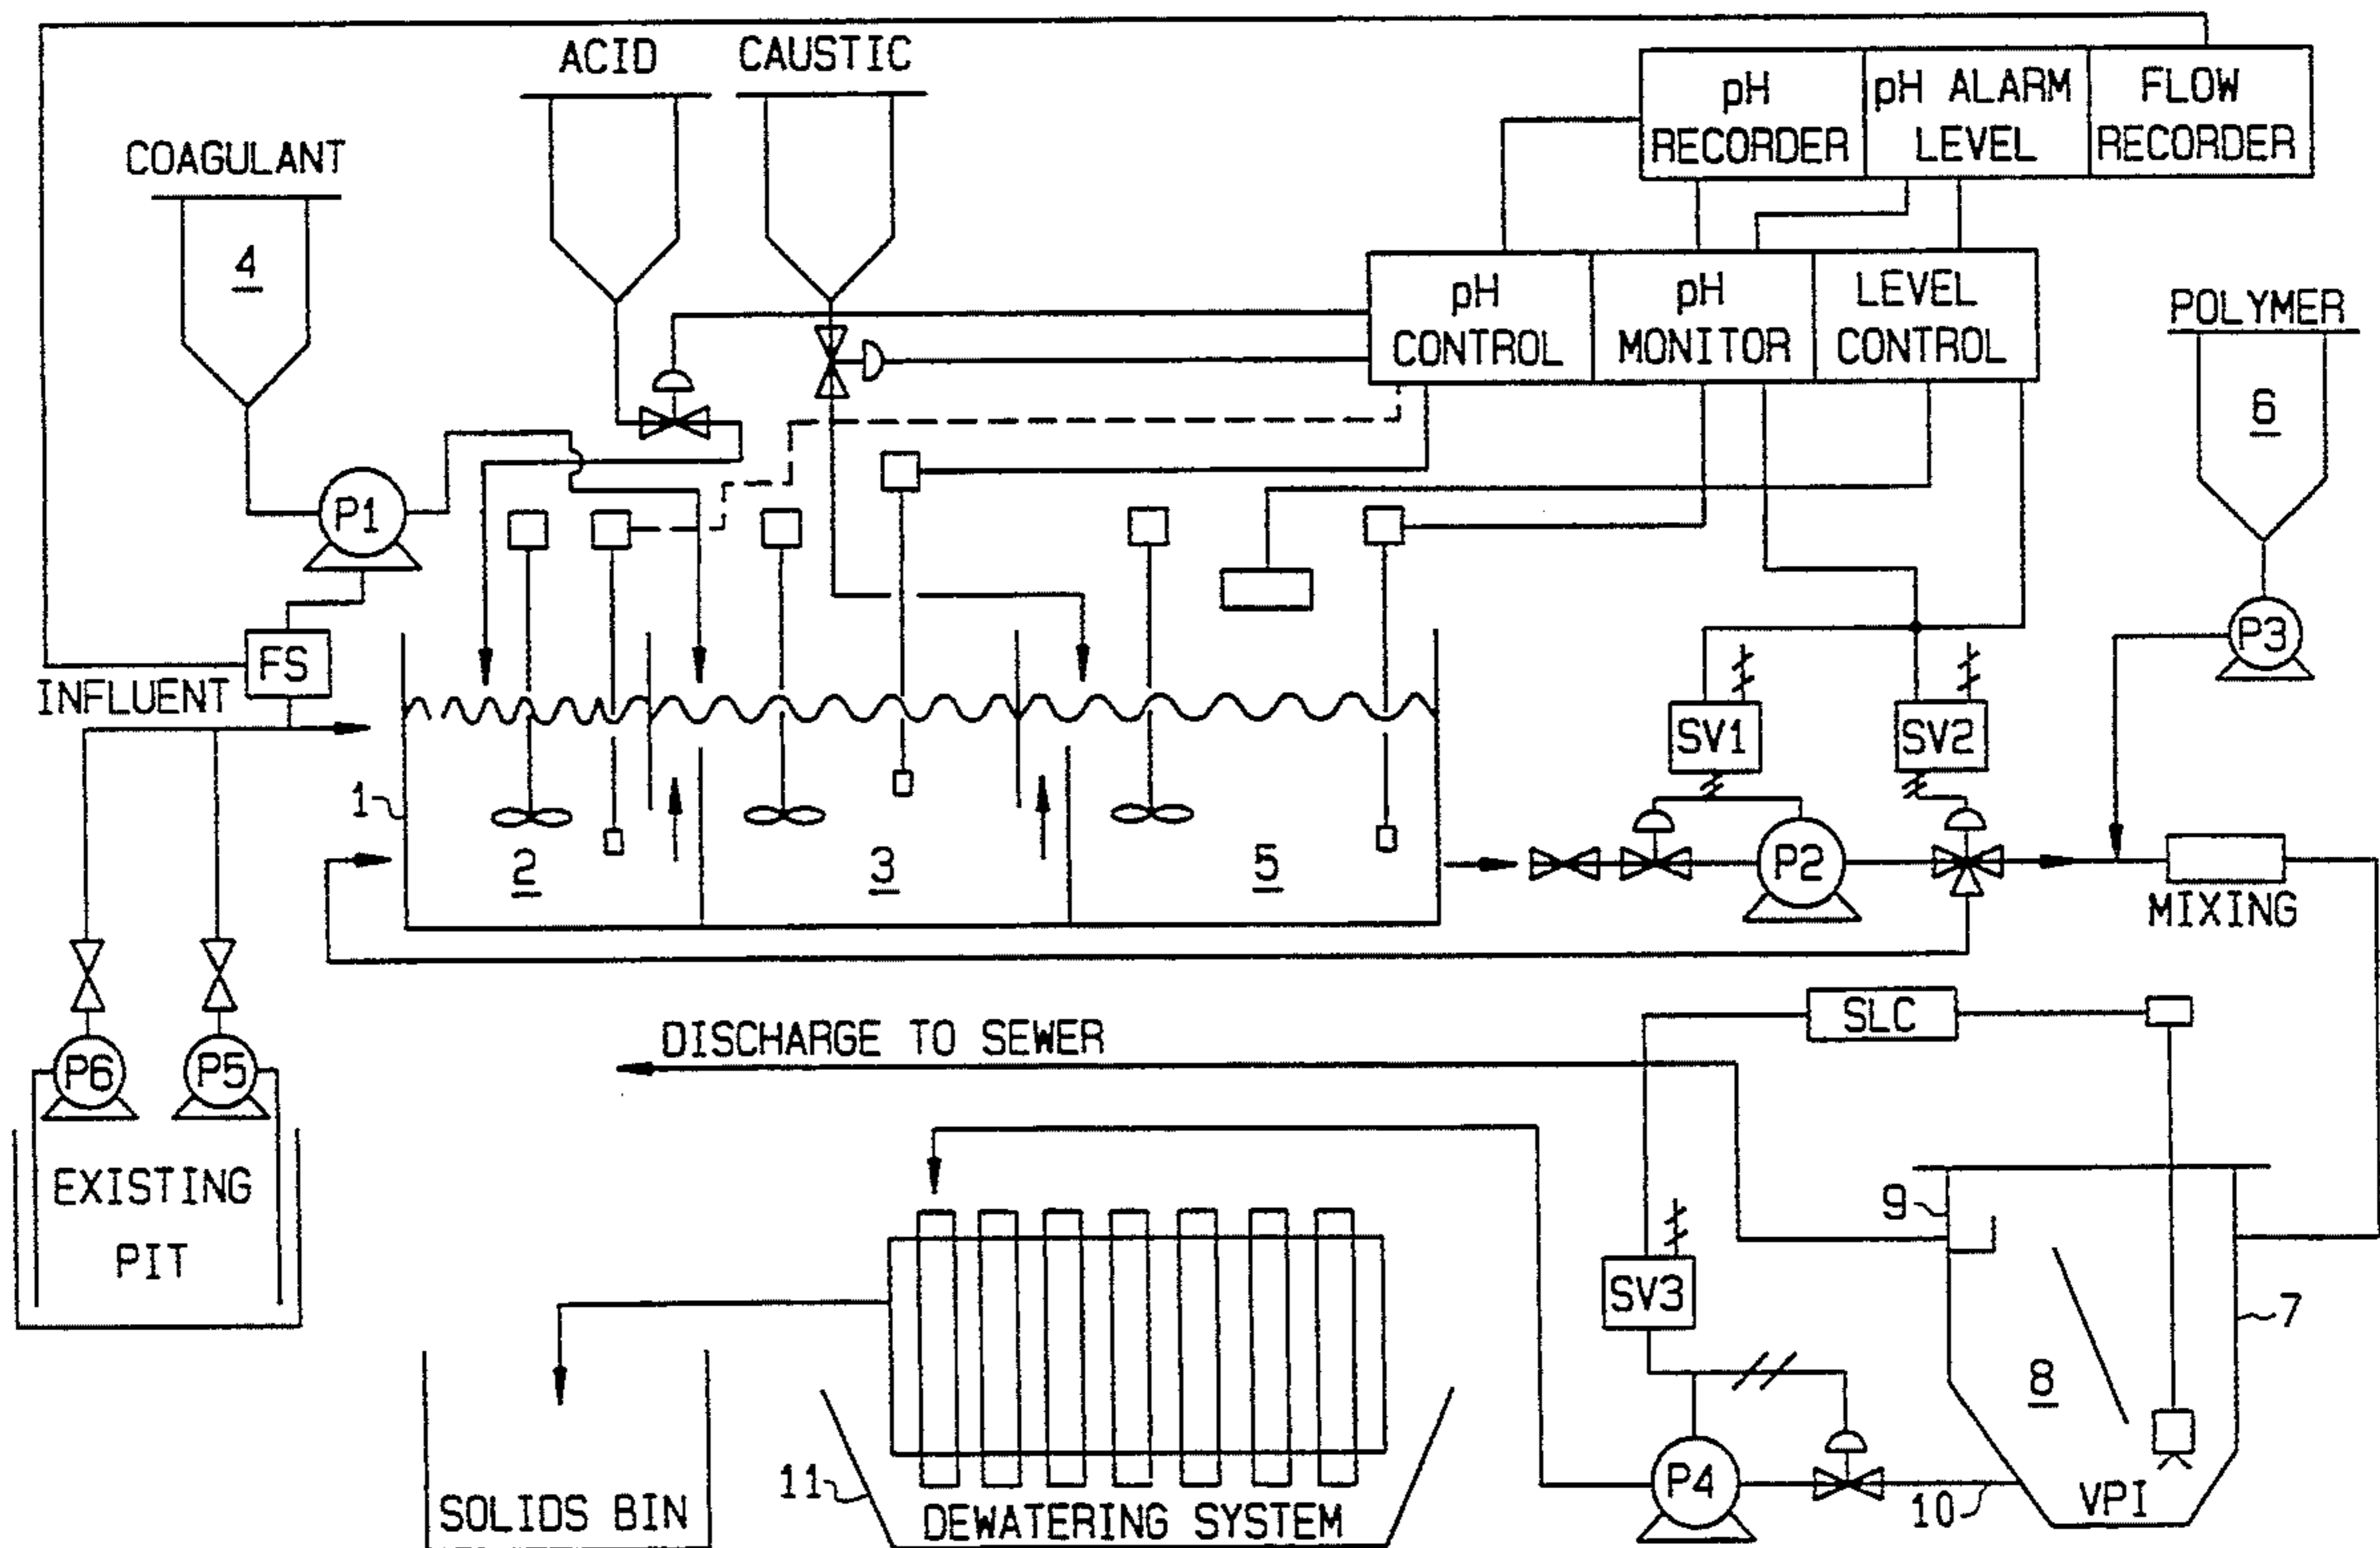 ACID
CAUSTIC
COAGULANT
4
pH RECORDER
pH ALARM LEVEL
FLOW RECORDER
pH CONTROL
pH MONITOR
LEVEL CONTROL
POLYMER
6
P1
FS
INFLUENT
P3
SV1
SV2
1
2
3
5
P2
MIXING
P6
P5
EXISTING
PIT
DISCHARGE TO SEWER
SLC
9
SV3
7
8
SOLIDS BIN
11
DEWATERING SYSTEM
P4
10
VPI